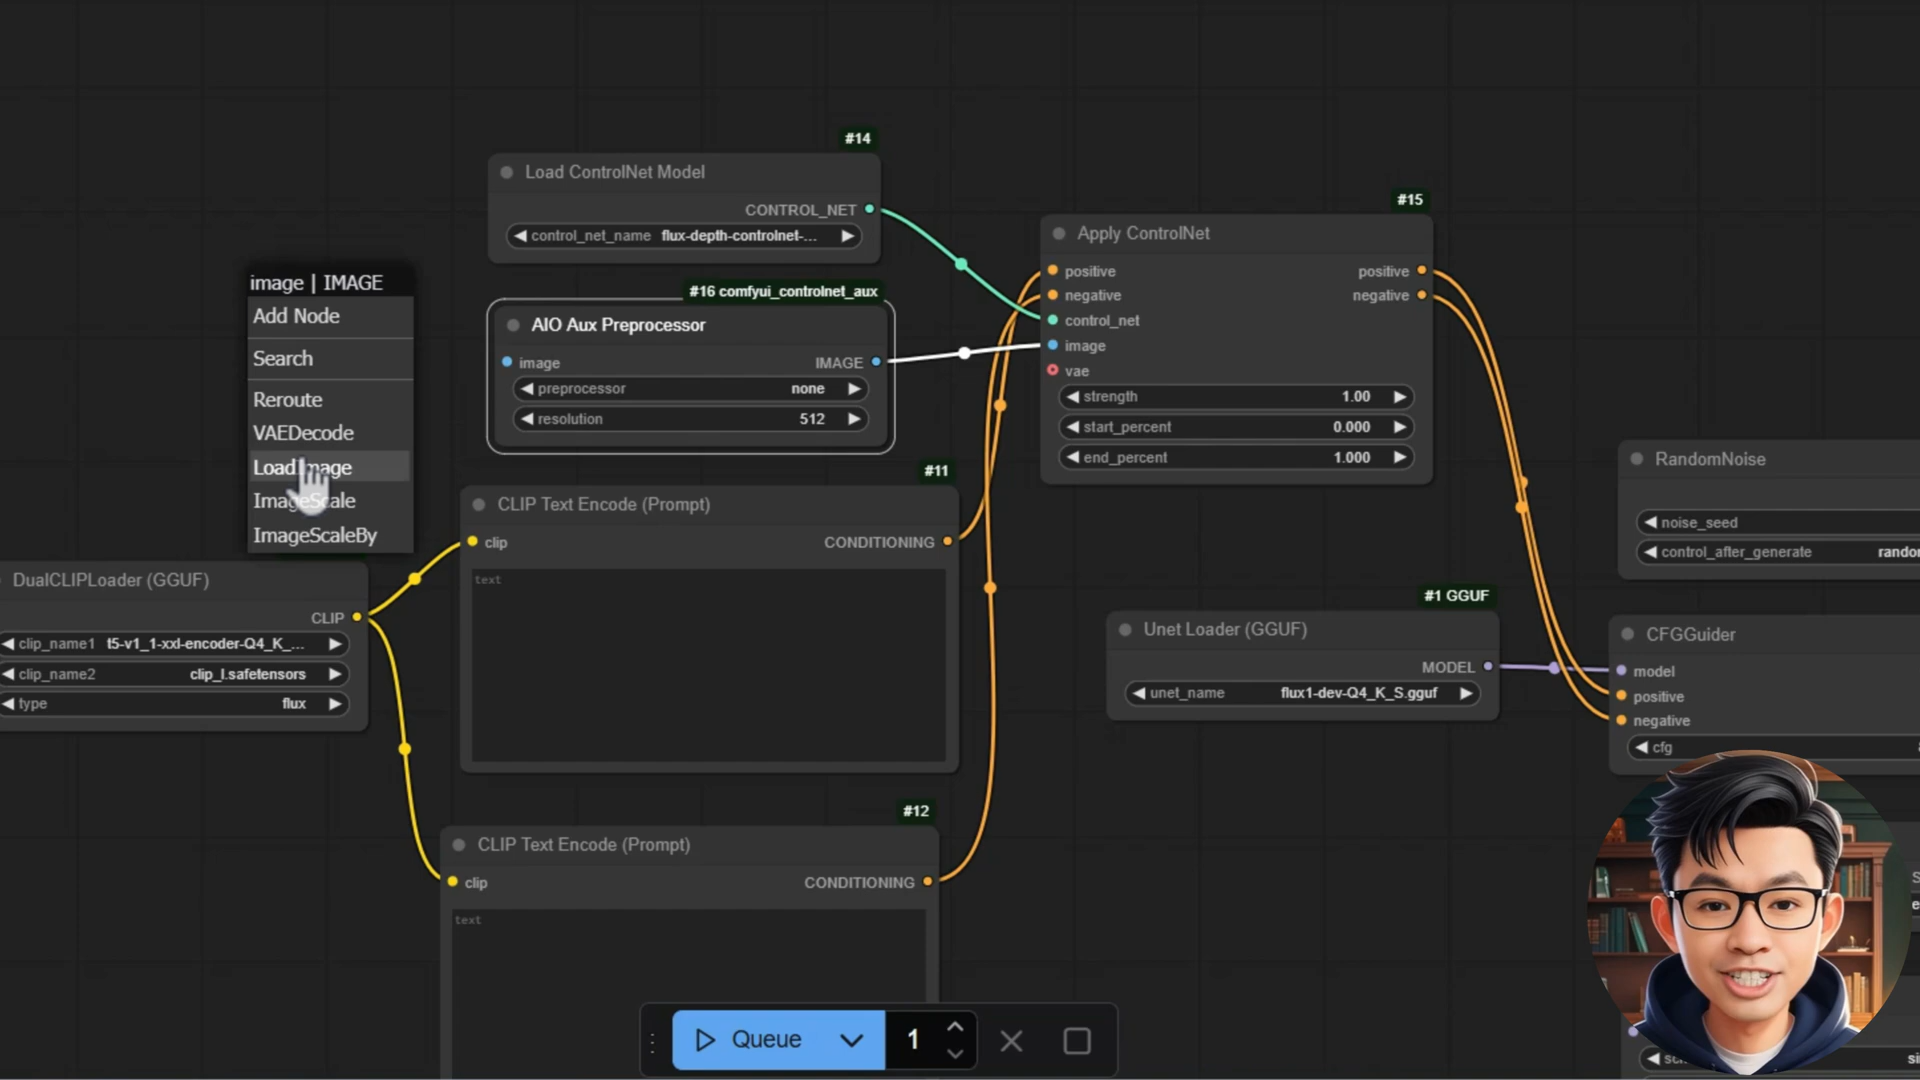 #14
Load ControlNet Model
CONTROL_NET
control_net_name flux-depth-controlnet-...
#16 comfyui_controlnet_aux
AIO Aux Preprocessor
image IMAGE
preprocessor none
resolution 512
image | IMAGE
Add Node
Search
Reroute
VAEDecode
LoadImage
ImageScale
ImageScaleBy
#15
Apply ControlNet
positive positive
negative negative
control_net
image
vae
strength 1.00
start_percent 0.000
end_percent 1.000
#11
CLIP Text Encode (Prompt)
clip CONDITIONING
text
DualCLIPLoader (GGUF)
CLIP
clip_name1 t5-v1_1-xxl-encoder-Q4_K_...
clip_name2 clip_l.safetensors
type flux
#12
CLIP Text Encode (Prompt)
clip CONDITIONING
text
#1 GGUF
Unet Loader (GGUF)
MODEL
unet_name flux1-dev-Q4_K_S.gguf
RandomNoise
noise_seed
control_after_generate
CFGGuider
model
positive
negative
cfg
Queue 1